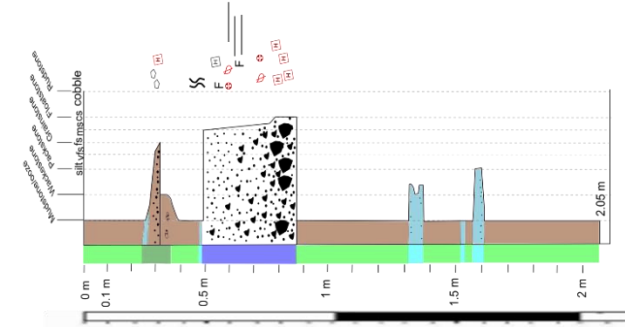 Rudstone
Floatstone
Grainstone
Packstone
Wackestone
Mudstone/ooze
cobble
cs
ms
fs
vfs
silt
H
F
F
H
H
H
H
H
2.05 m
0 m
0.1 m
0.5 m
1 m
1.5 m
2 m